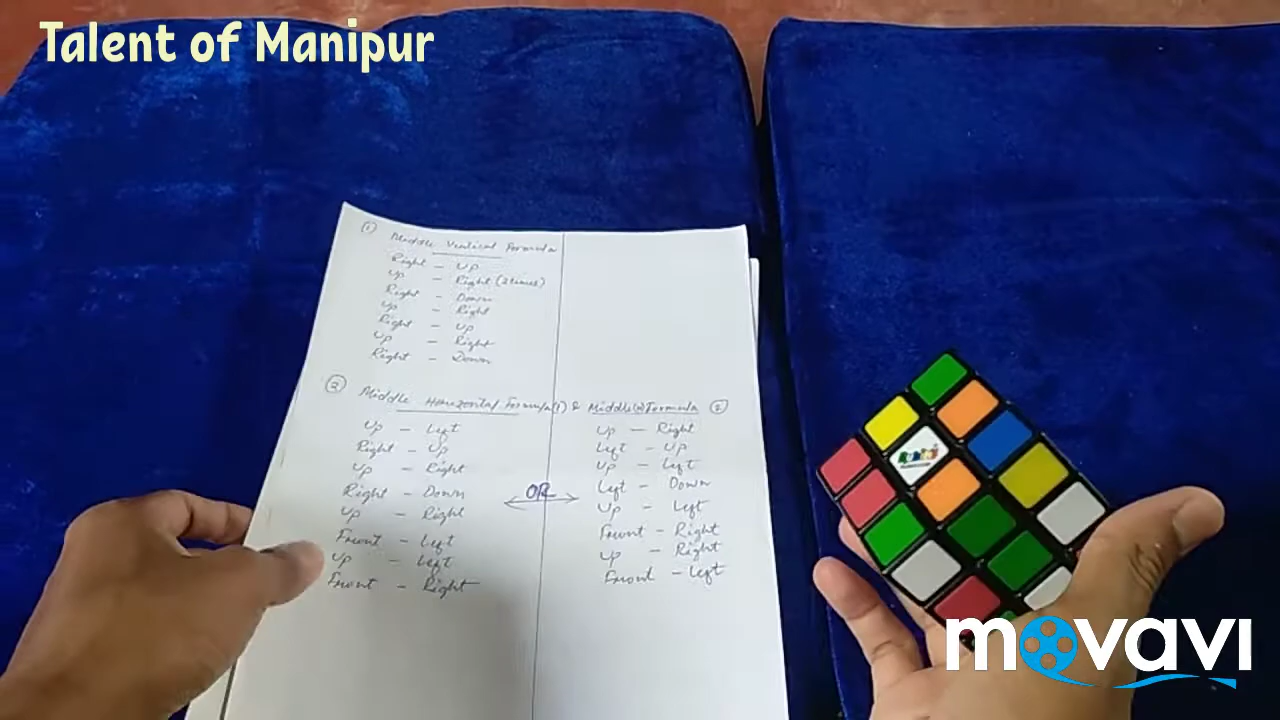 Talent of Manipur
① Middle Vertical Formula
Right – Up
Up – Right (2 times)
Right – Down
Up – Right
Right – Up
Up – Right
Right – Down
② Middle Horizontal Formula (1) & Middle (2) Formula ②
Up – Left
Right – Up
Up – Right
Right – Down
Up – Right
Front – Left
Up – Left
Front – Right
OR
Up – Right
Left – Up
Up – Left
Left – Down
Up – Left
Front – Right
Up – Right
Front – Left
Rubik's
movavi